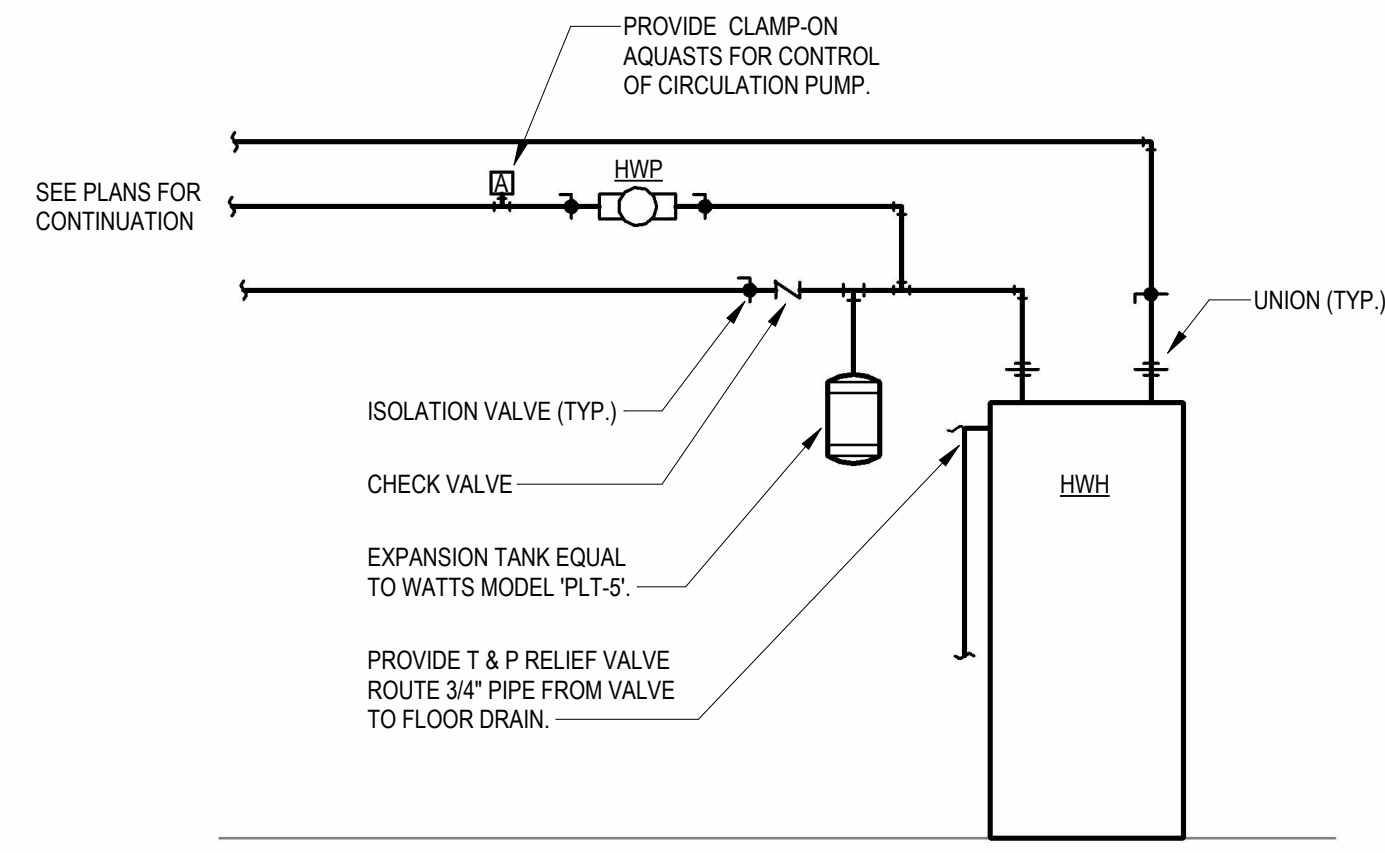 PROVIDE CLAMP-ON
AQUASTS FOR CONTROL
OF CIRCULATION PUMP.
HWP
A
SEE PLANS FOR
CONTINUATION
UNION (TYP.)
ISOLATION VALVE (TYP.)
CHECK VALVE
HWH
EXPANSION TANK EQUAL
TO WATTS MODEL 'PLT-5'.
PROVIDE T & P RELIEF VALVE
ROUTE 3/4" PIPE FROM VALVE
TO FLOOR DRAIN.